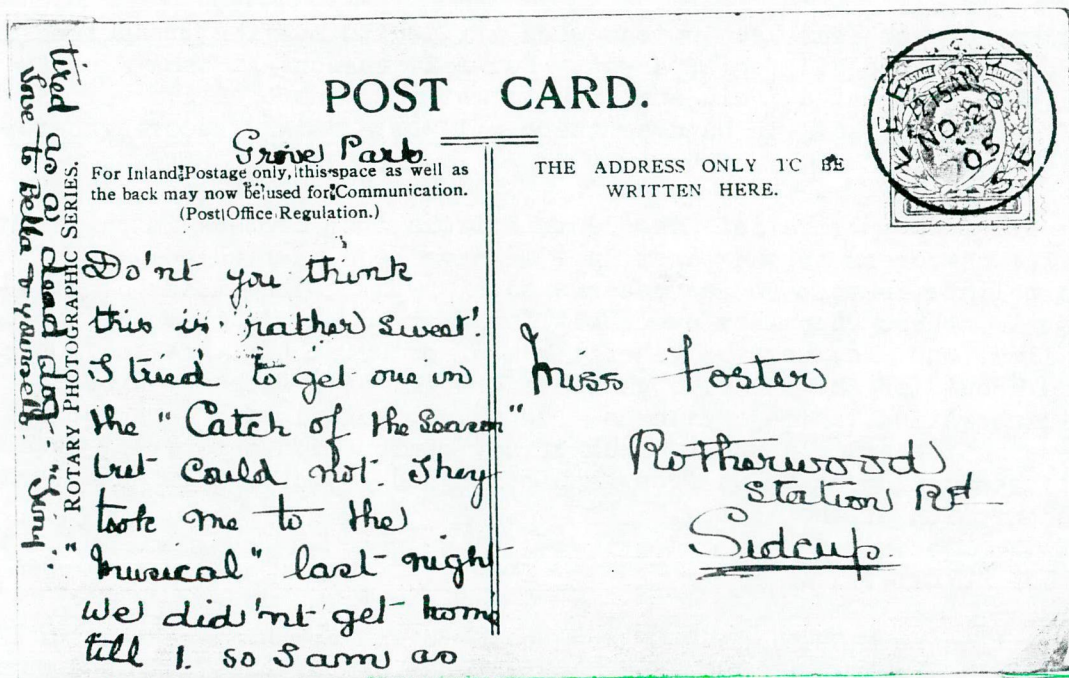 POST CARD.
Grove Park.
For Inland Postage only, this space as well as
the back may now be used for Communication.
(Post Office Regulation.)
THE ADDRESS ONLY TO BE
WRITTEN HERE.
Do'nt you think
this is rather sweet'
I tried to get one in
the "Catch of the Season"
but could not. They
took me to the
musical" last night
we did'nt get home
till 1. so I am as
tired as a dead dog.
love to Bella & yourself.
ROTARY PHOTOGRAPHIC SERIES.
Miss Foster
Rotherwood
Station Rd
Sidcup.
LEE
S.E.
12.15AM
NO 20
05